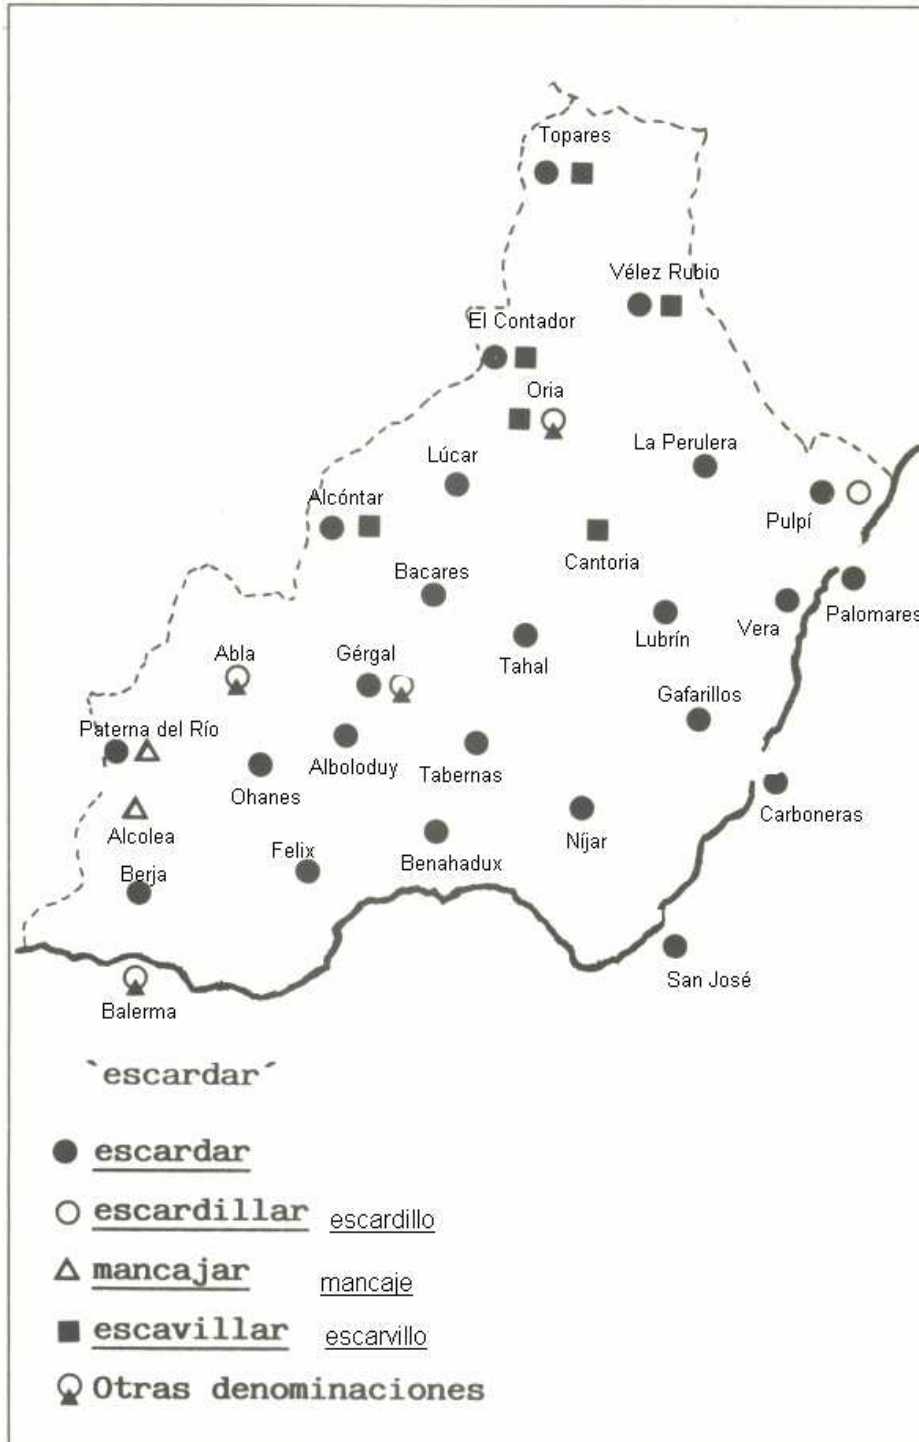 Topares
Vélez Rubio
El Contador
Oria
La Perulera
Lúcar
Alcóntar
Pulpí
Cantoria
Bacares
Palomares
Vera
Lubrín
Tahal
Abla
Gérgal
Gafarillos
Paterna del Río
Alboloduy
Tabernas
Ohanes
Carboneras
Alcolea
Níjar
Felix
Benahadux
Berja
San José
Balerma
`escardar´
escardar
escardillar escardillo
mancajar mancaje
escavillar escarvillo
Otras denominaciones